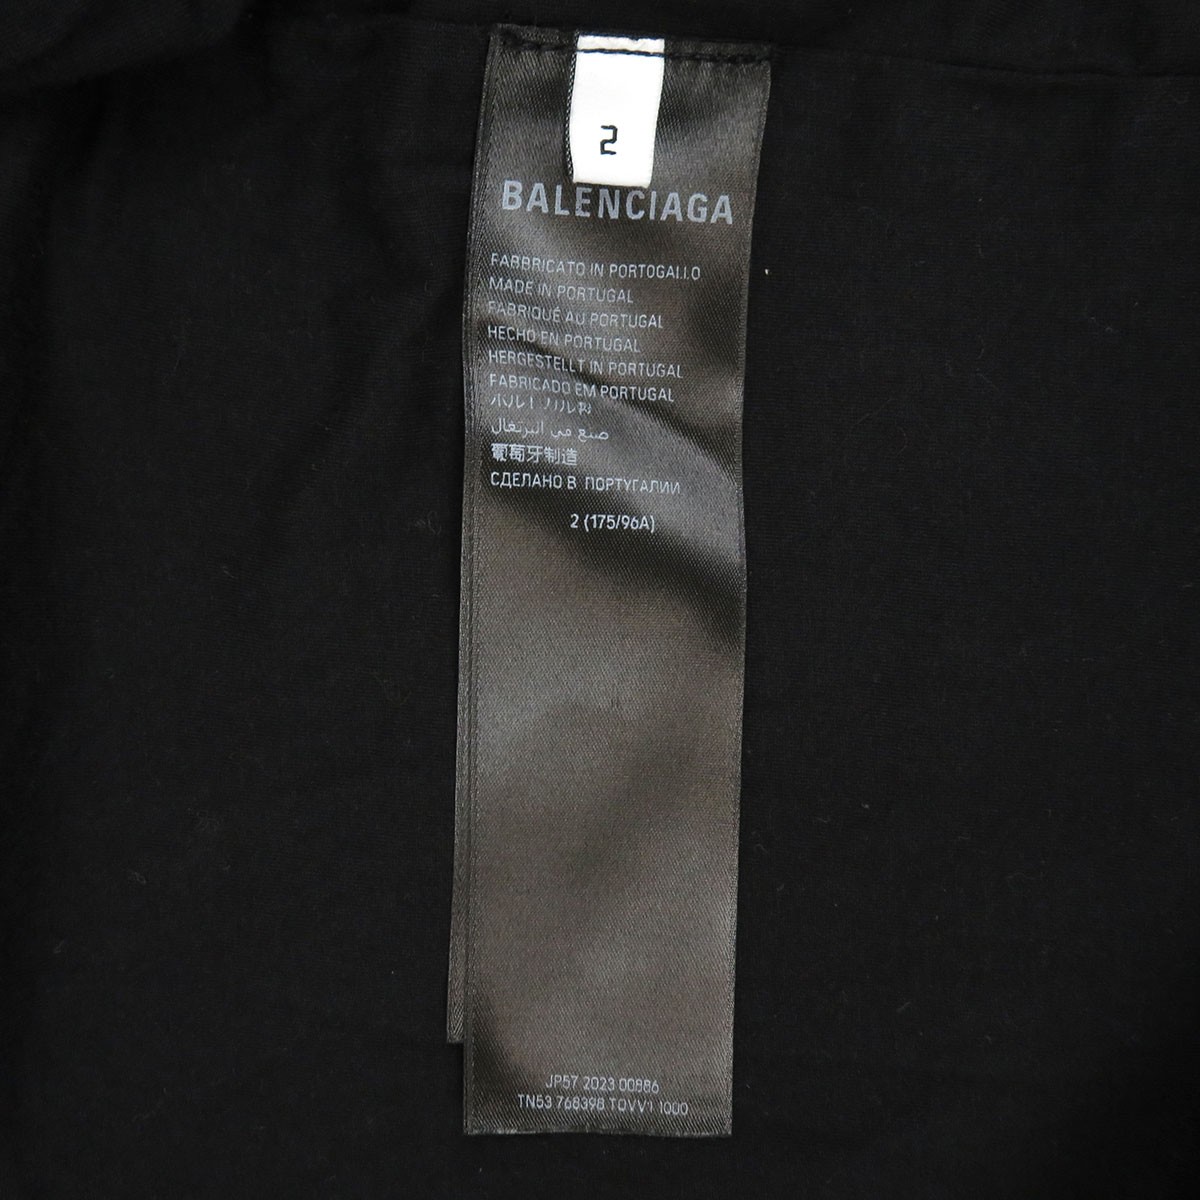 2
BALENCIAGA
FABBRICATO IN PORTOGALLO
MADE IN PORTUGAL
FABRIQUÉ AU PORTUGAL
HECHO EN PORTUGAL
HERGESTELLT IN PORTUGAL
FABRICADO EM PORTUGAL
صنع في البرتغال
葡萄牙制造
СДЕЛАНО В ПОРТУГАЛИИ
2 (175/96A)
JP57 2023 00886
TN53 768398 TOVV1 1000